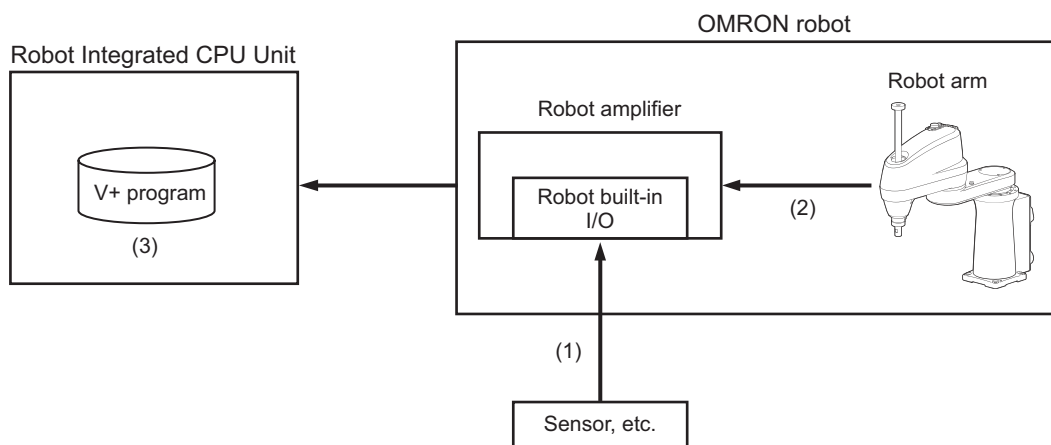 OMRON robot
Robot Integrated CPU Unit
Robot arm
Robot amplifier
V+ program
Robot built-in
I/O
(2)
(3)
(1)
Sensor, etc.